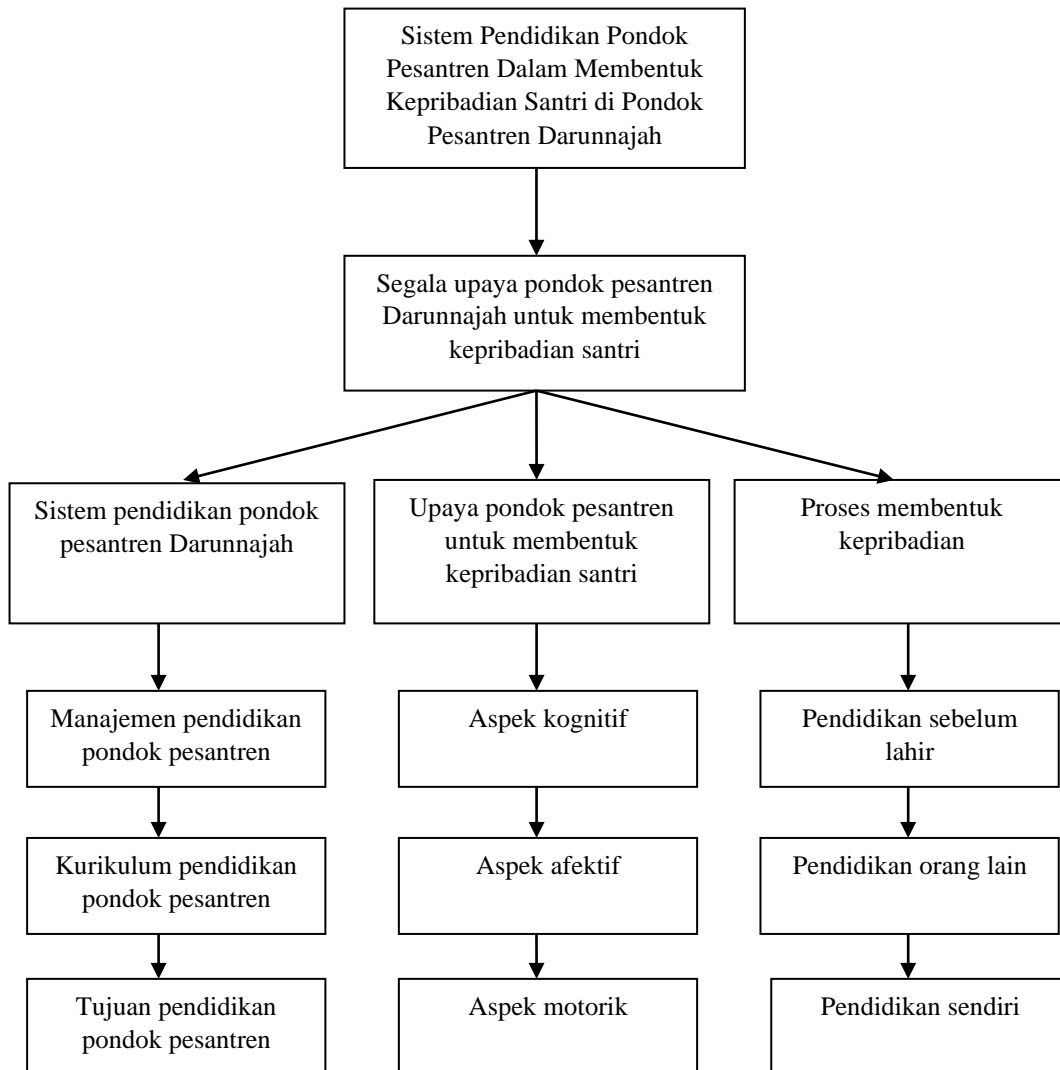 Sistem Pendidikan Pondok
Pesantren Dalam Membentuk
Kepribadian Santri di Pondok
Pesantren Darunnajah
Segala upaya pondok pesantren
Darunnajah untuk membentuk
kepribadian santri
Sistem pendidikan pondok
pesantren Darunnajah
Upaya pondok pesantren
untuk membentuk
kepribadian santri
Proses membentuk
kepribadian
Manajemen pendidikan
pondok pesantren
Aspek kognitif
Pendidikan sebelum
lahir
Kurikulum pendidikan
pondok pesantren
Aspek afektif
Pendidikan orang lain
Tujuan pendidikan
pondok pesantren
Aspek motorik
Pendidikan sendiri